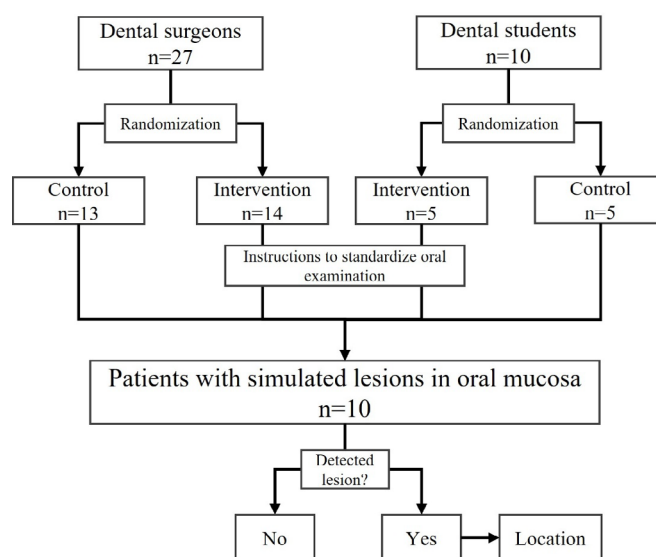 Dental surgeons
n=27
Dental students
n=10
Randomization
Randomization
Control
n=13
Intervention
n=14
Intervention
n=5
Control
n−5
Instructions to standardize oral
examination
Patients with simulated lesions in oral mucosa
n=10
Detected
lesion?
No
Yes
Location